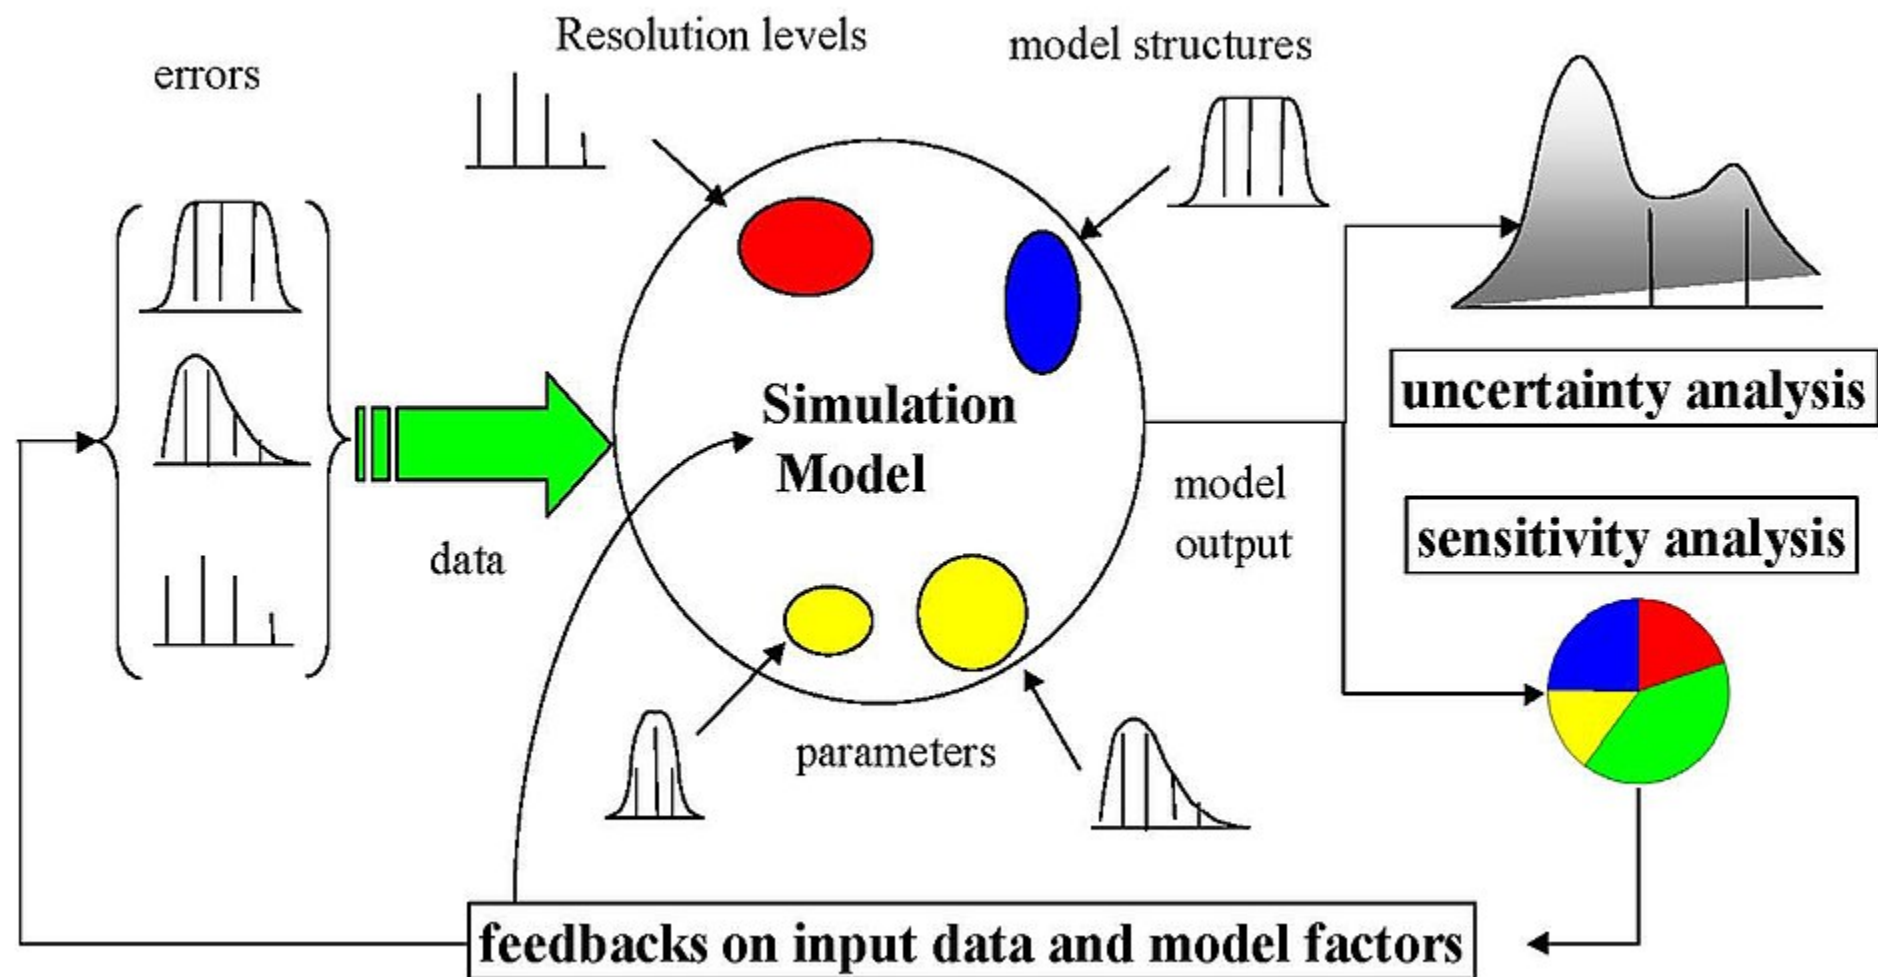 errors
Resolution levels
model structures
uncertainty analysis
Simulation
Model
model
output
sensitivity analysis
data
parameters
feedbacks on input data and model factors